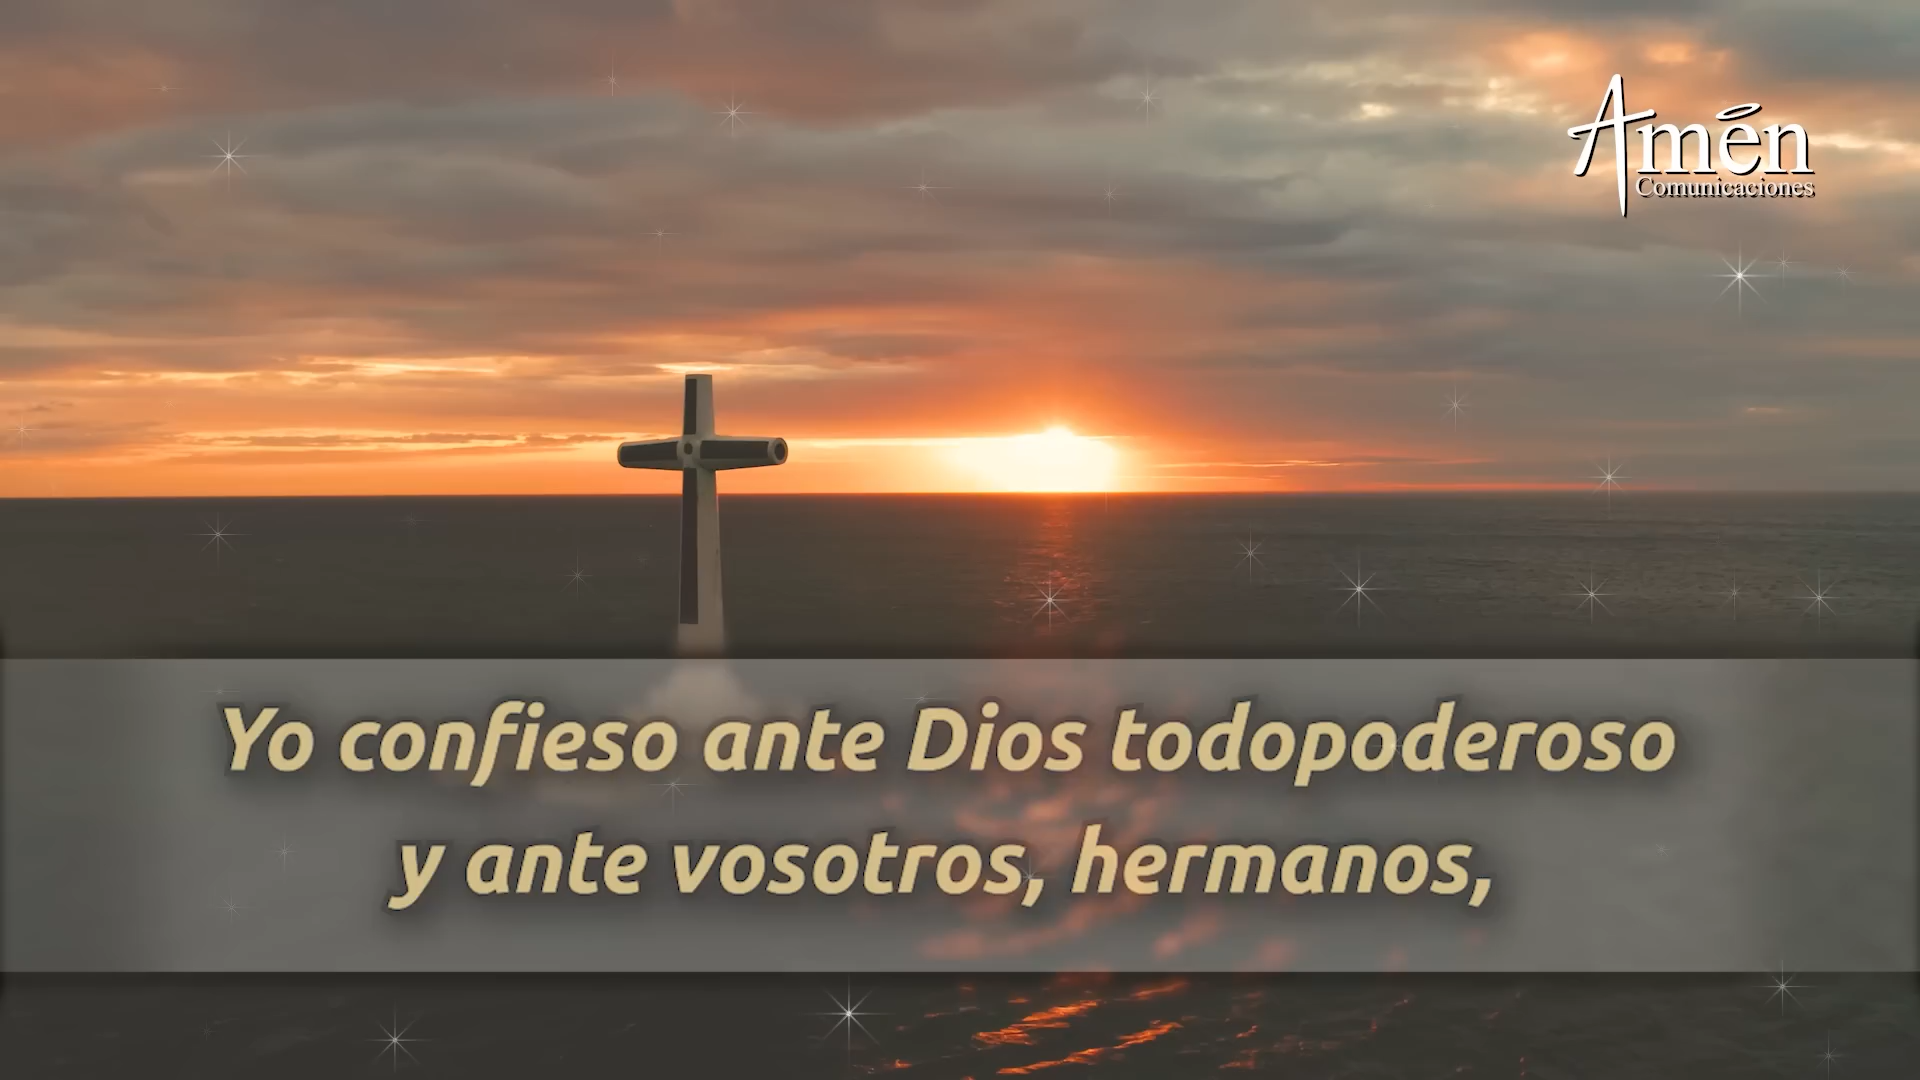 Amén
Comunicaciones
Yo confieso ante Dios todopoderoso
y ante vosotros, hermanos,